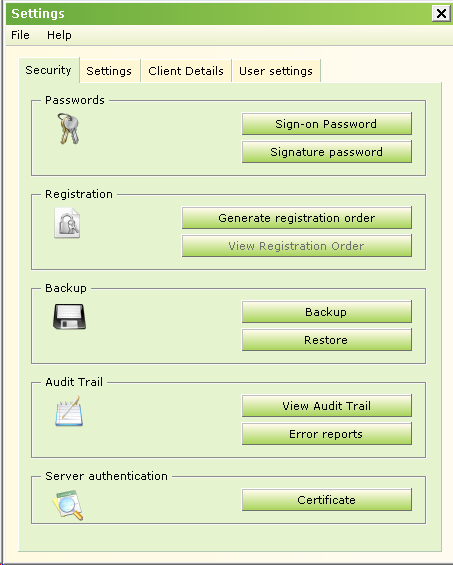 Settings
File Help
Security Settings Client Details User settings
Passwords
Sign-on Password
Signature password
Registration
Generate registration order
View Registration Order
Backup
Backup
Restore
Audit Trail
View Audit Trail
Error reports
Server authentication
Certificate